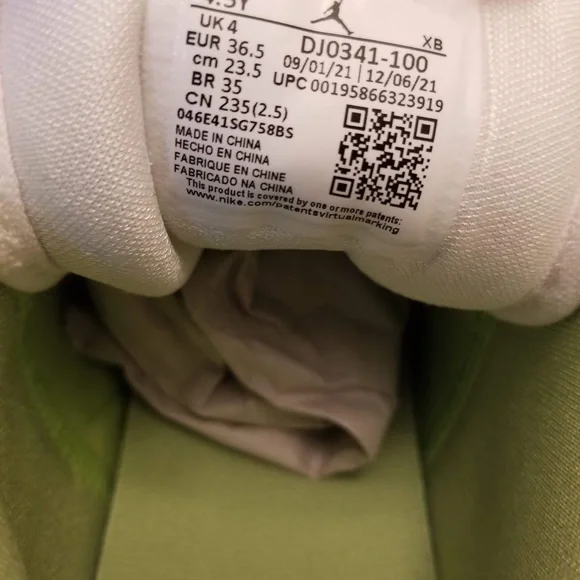 4.5Y
UK 4
EUR 36.5
cm 23.5
BR 35
CN 235(2.5)
046E41SG758BS
MADE IN CHINA
HECHO EN CHINA
FABRIQUE EN CHINE
FABRICADO NA CHINA
This product is covered by one or more patents:
www.nike.com/patentsvirtualmarking
XB
DJ0341-100
09/01/21 | 12/06/21
UPC 00195866323919